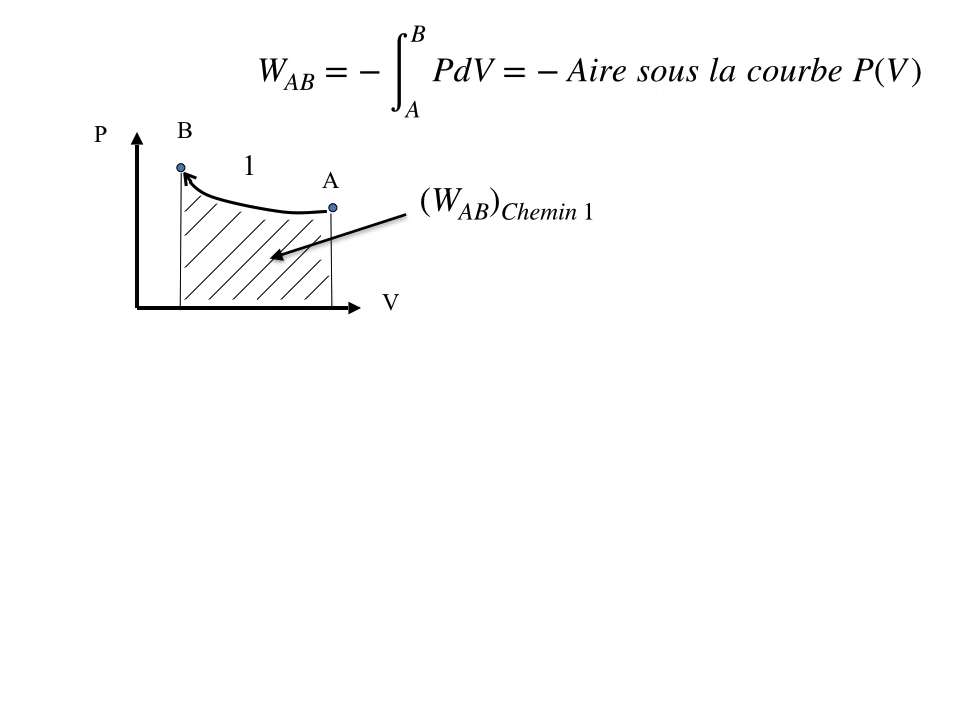 W_AB = − ∫_A^B PdV = − Aire sous la courbe P(V)
P
B
1
A
(W_AB)_Chemin 1
V